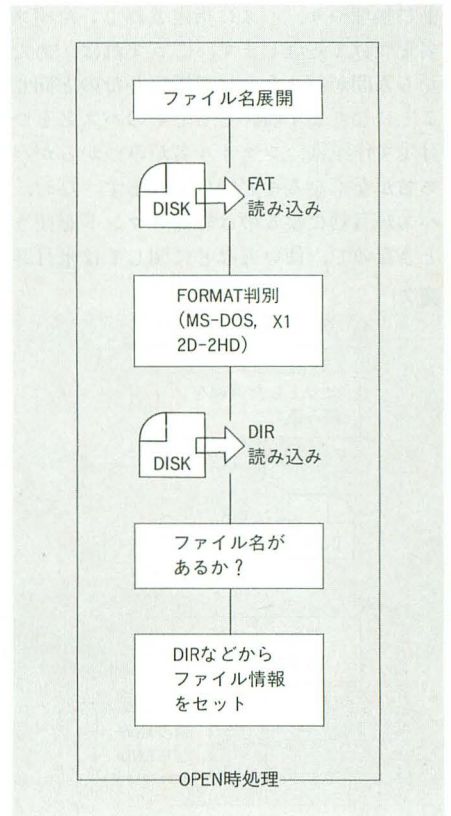 ファイル名展開
DISK
FAT
読み込み
FORMAT判別
(MS-DOS, X1
2D-2HD)
DISK
DIR
読み込み
ファイル名が
あるか?
DIRなどから
ファイル情報
をセット
OPEN時処理